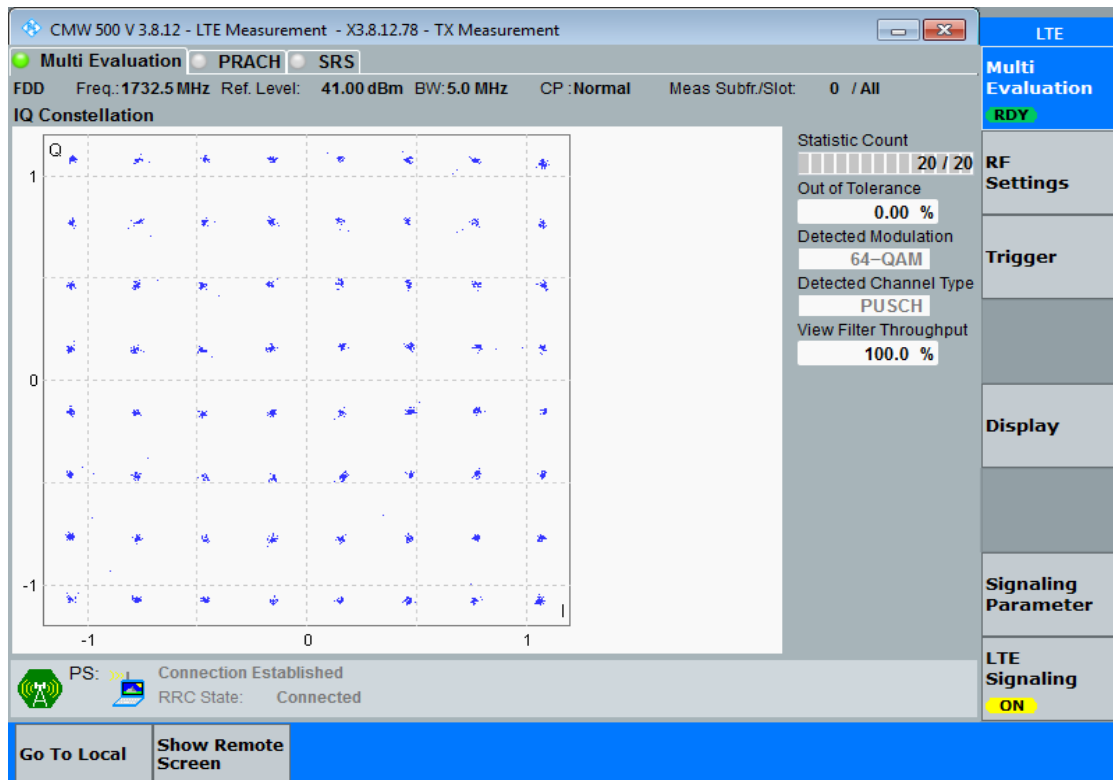 CMW 500 V 3.8.12 - LTE Measurement - X3.8.12.78 - TX Measurement
LTE
Multi Evaluation PRACH SRS
Multi
Evaluation
RDY
FDD Freq.: 1732.5 MHz Ref. Level: 41.00 dBm BW: 5.0 MHz CP : Normal Meas Subfr./Slot: 0 / All
IQ Constellation
Q
1
0
-1
I
-1 0 1
Statistic Count
20 / 20
Out of Tolerance
0.00 %
Detected Modulation
64-QAM
Detected Channel Type
PUSCH
View Filter Throughput
100.0 %
RF
Settings
Trigger
Display
Signaling
Parameter
LTE
Signaling
ON
PS: Connection Established
RRC State: Connected
Go To Local
Show Remote
Screen